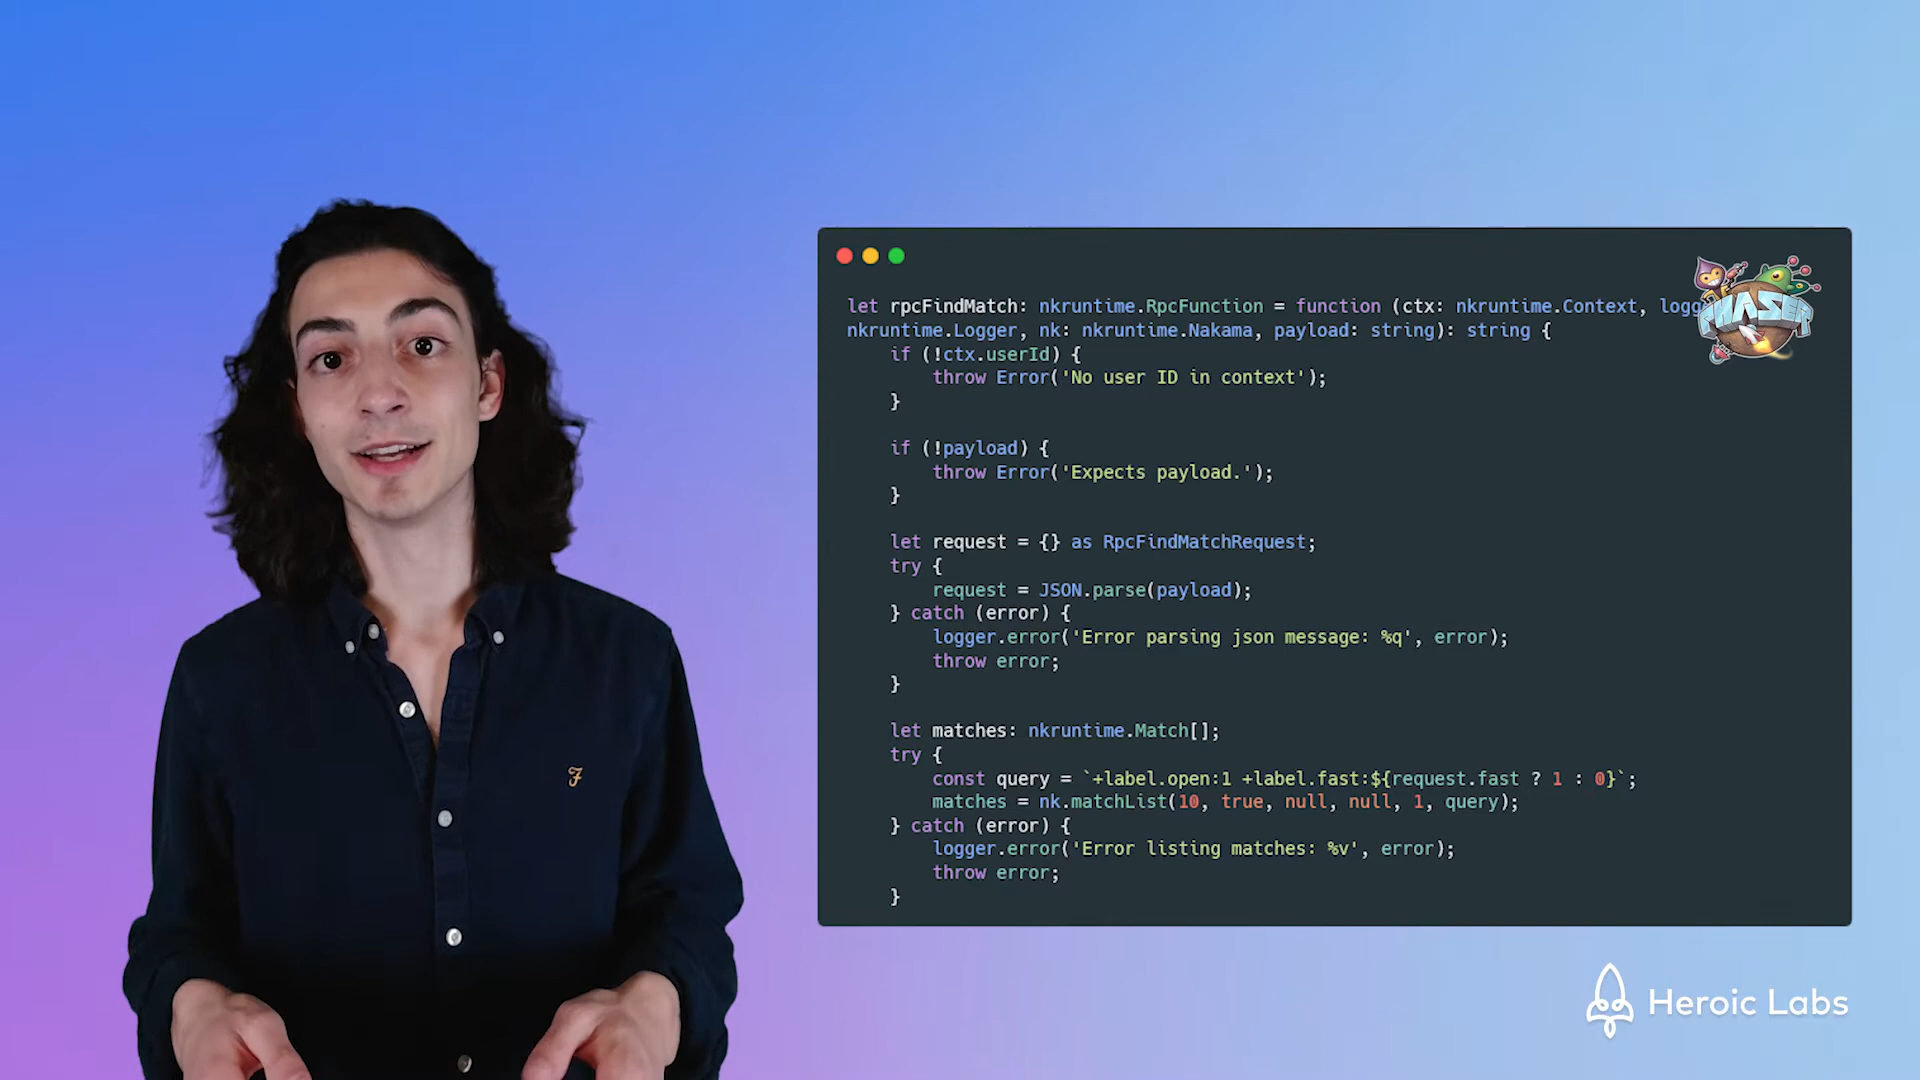 let rpcFindMatch: nkruntime.RpcFunction = function (ctx: nkruntime.Context, logg
PHASER
nkruntime.Logger, nk: nkruntime.Nakama, payload: string): string {
if (!ctx.userId) {
throw Error('No user ID in context');
}
if (!payload) {
throw Error('Expects payload.');
}
let request = {} as RpcFindMatchRequest;
try {
request = JSON.parse(payload);
} catch (error) {
logger.error('Error parsing json message: %q', error);
throw error;
}
let matches: nkruntime.Match[];
try {
const query = `+label.open:1 +label.fast:${request.fast ? 1 : 0}`;
matches = nk.matchList(10, true, null, null, 1, query);
} catch (error) {
logger.error('Error listing matches: %v', error);
throw error;
}
Heroic Labs